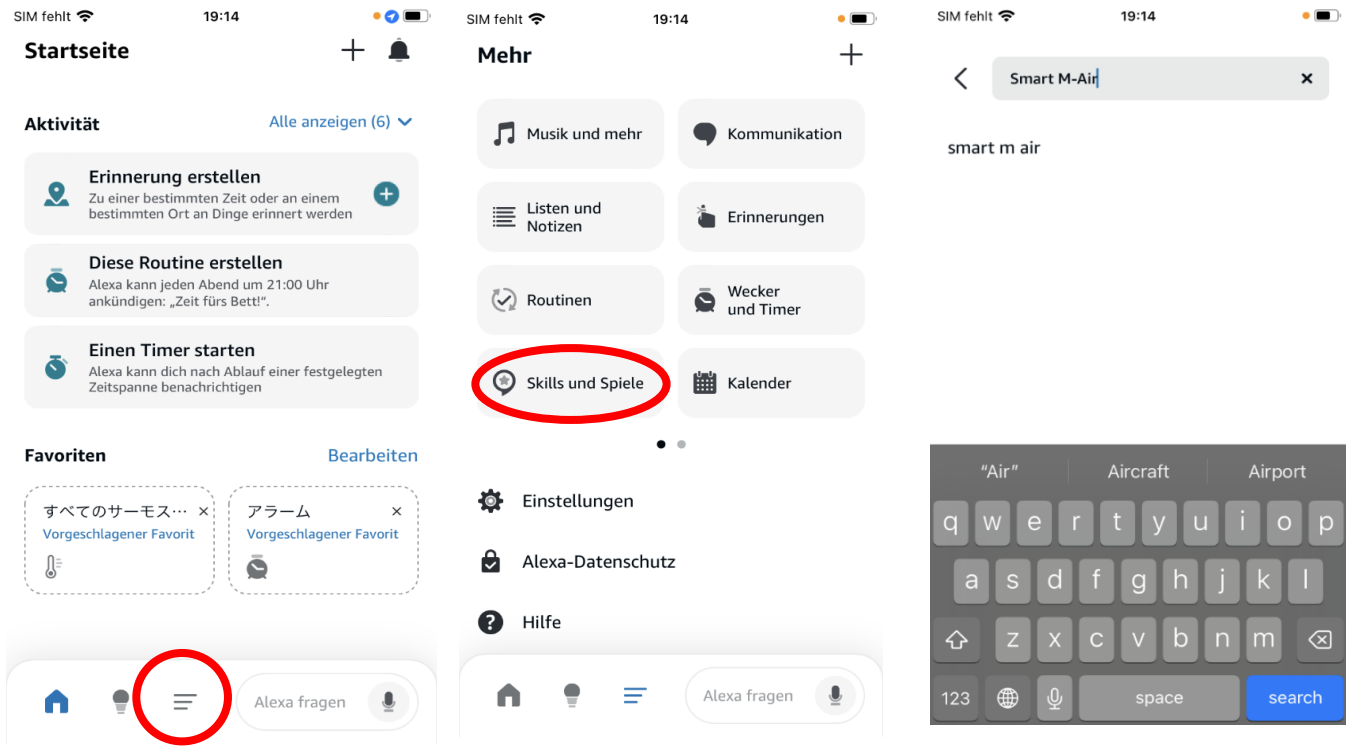 SIM fehlt 19:14
Startseite
Aktivität
Alle anzeigen (6)
Erinnerung erstellen
Zu einer bestimmten Zeit oder an einem
bestimmten Ort an Dinge erinnert werden
Diese Routine erstellen
Alexa kann jeden Abend um 21:00 Uhr
ankündigen: „Zeit fürs Bett!“.
Einen Timer starten
Alexa kann dich nach Ablauf einer festgelegten
Zeitspanne benachrichtigen
Favoriten
Bearbeiten
すべてのサーモス… ×
Vorgeschlagener Favorit
アラーム ×
Vorgeschlagener Favorit
Alexa fragen
SIM fehlt 19:14
Mehr
Musik und mehr
Kommunikation
Listen und
Notizen
Erinnerungen
Routinen
Wecker
und Timer
Skills und Spiele
Kalender
Einstellungen
Alexa-Datenschutz
Hilfe
Alexa fragen
SIM fehlt 19:14
Smart M-Air
smart m air
“Air” Aircraft Airport
q w e r t y u i o p
a s d f g h j k l
z x c v b n m
123 space search